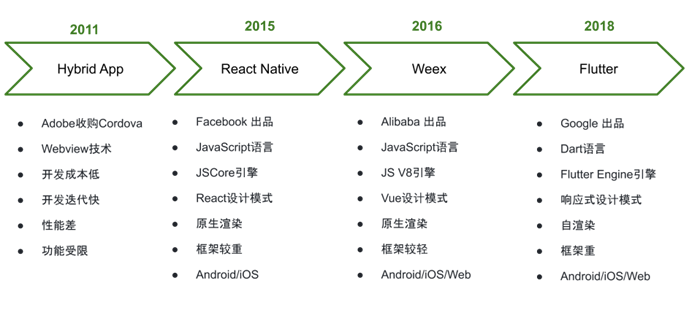 2011
2015
2016
2018
Hybrid App
React Native
Weex
Flutter
● Adobe收购Cordova
● Webview技术
● 开发成本低
● 开发迭代快
● 性能差
● 功能受限
● Facebook 出品
● JavaScript语言
● JSCore引擎
● React设计模式
● 原生渲染
● 框架较重
● Android/iOS
● Alibaba 出品
● JavaScript语言
● JS V8引擎
● Vue设计模式
● 原生渲染
● 框架较轻
● Android/iOS/Web
● Google 出品
● Dart语言
● Flutter Engine引擎
● 响应式设计模式
● 自渲染
● 框架重
● Android/iOS/Web